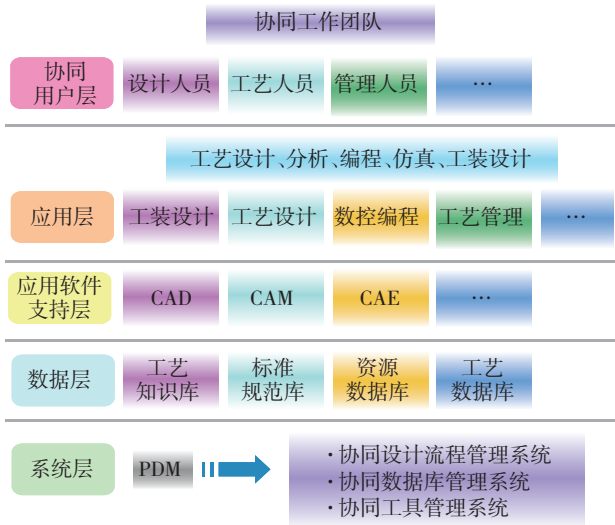 协同工作团队
协同
用户层
设计人员
工艺人员
管理人员
…
工艺设计、分析、编程、仿真、工装设计
应用层
工装设计
工艺设计
数控编程
工艺管理
…
应用软件
支持层
CAD
CAM
CAE
…
数据层
工艺
知识库
标准
规范库
资源
数据库
工艺
数据库
系统层
PDM
·协同设计流程管理系统
·协同数据库管理系统
·协同工具管理系统